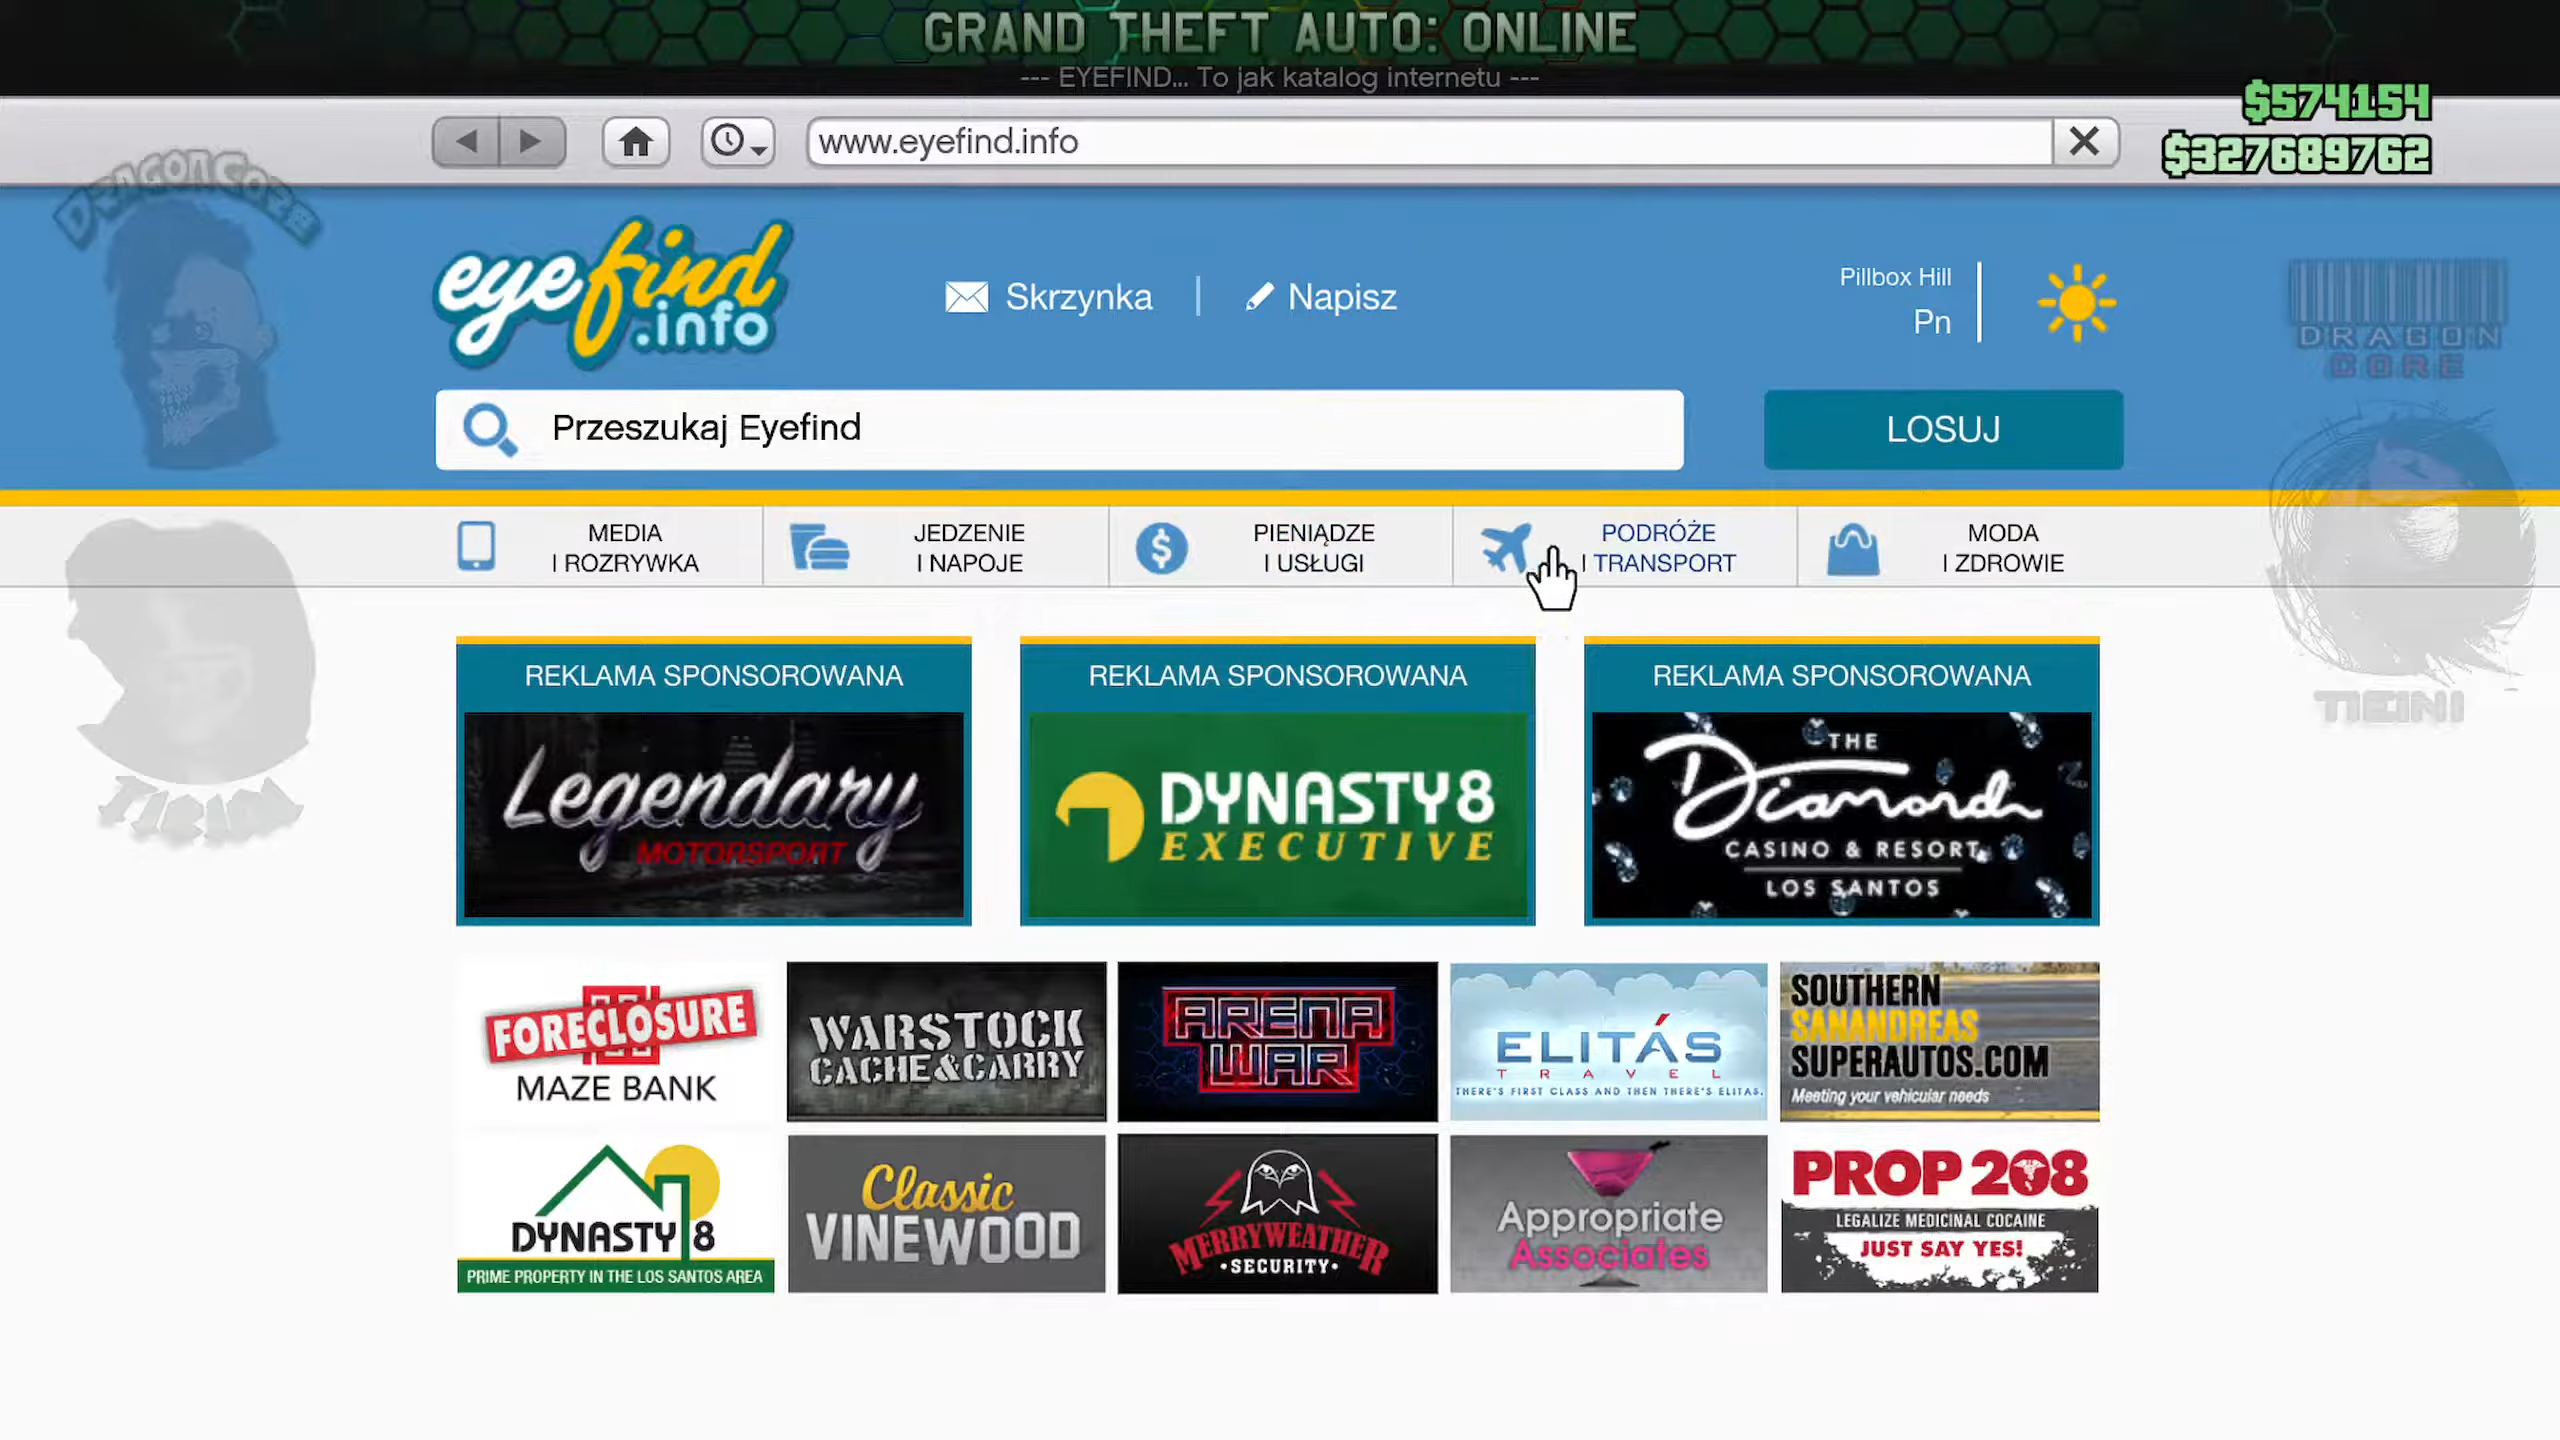 GRAND THEFT AUTO: ONLINE
--- EYEFIND... To jak katalog internetu ---
$574154
www.eyefind.info
$327689762
DRAGONCORE
eyefind
.info
Skrzynka
Napisz
Pillbox Hill
Pn
DRAGON
CORE
Przeszukaj Eyefind
LOSUJ
MEDIA
I ROZRYWKA
JEDZENIE
I NAPOJE
PIENIĄDZE
I USŁUGI
PODRÓŻE
I TRANSPORT
MODA
I ZDROWIE
REKLAMA SPONSOROWANA
Legendary
MOTORSPORT
REKLAMA SPONSOROWANA
DYNASTY8
EXECUTIVE
REKLAMA SPONSOROWANA
THE
Diamond
CASINO & RESORT
LOS SANTOS
FORECLOSURE
MAZE BANK
WARSTOCK
CACHE&CARRY
ARENA
WAR
ELITÁS
TRAVEL
THERE'S FIRST CLASS AND THEN THERE'S ELITAS.
SOUTHERN
SANANDREAS
SUPERAUTOS.COM
Meeting your vehicular needs
DYNASTY 8
PRIME PROPERTY IN THE LOS SANTOS AREA
Classic
VINEWOOD
MERRYWEATHER
•SECURITY•
Appropriate
Associates
PROP 208
LEGALIZE MEDICINAL COCAINE
JUST SAY YES!